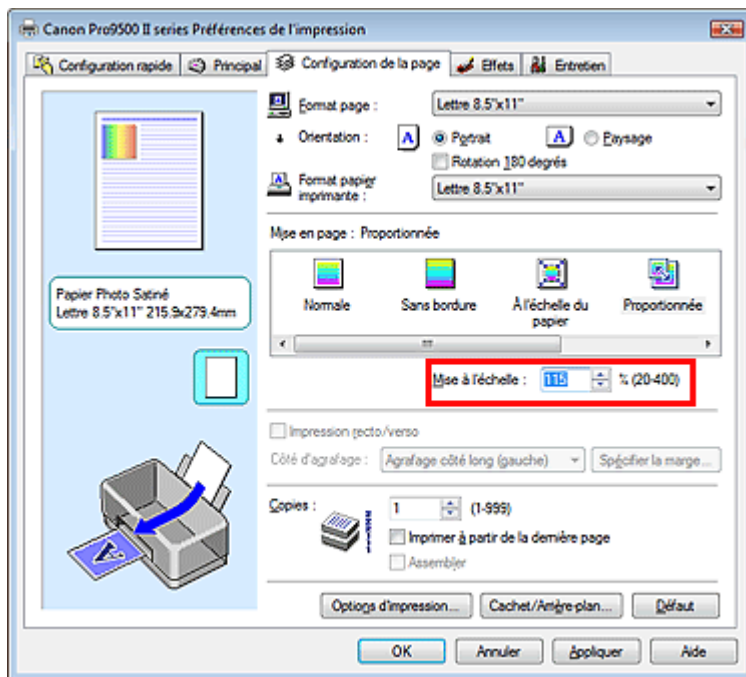 Canon Pro9500 II series Préférences de l'impression
Configuration rapide Principal Configuration de la page Effets Entretien
Format page : Lettre 8.5"x11"
Orientation : A Portrait A Paysage
Rotation 180 degrés
Format papier imprimante : Lettre 8.5"x11"
Mise en page : Proportionnée
Normale Sans bordure À l'échelle du papier Proportionnée
Papier Photo Satiné
Lettre 8.5"x11" 215.9x279.4mm
Mise à l'échelle : 115 % (20-400)
Impression recto/verso
Côté d'agrafage : Agrafage côté long (gauche) Spécifier la marge...
Copies : 1 (1-999)
Imprimer à partir de la dernière page
Assembler
Options d'impression... Cachet/Arrière-plan... Défaut
OK Annuler Appliquer Aide